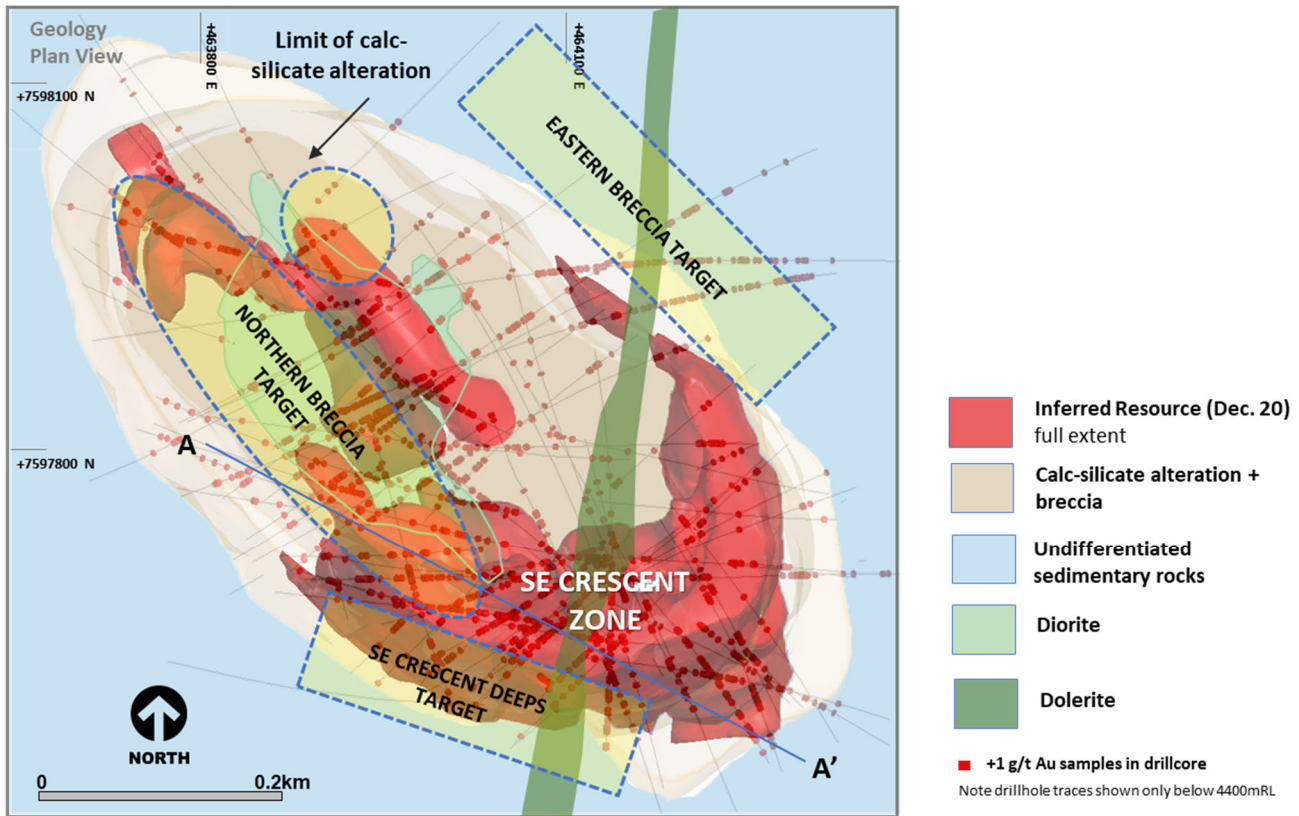 Geology
Plan View
+463800 E
+464100 E
Limit of calc-
silicate alteration
+7598100 N
EASTERN BRECCIA TARGET
NORTHERN BRECCIA
TARGET
A
+7597800 N
SE CRESCENT
ZONE
SE CRESCENT DEEPS
TARGET
A'
NORTH
0
0.2km
Inferred Resource (Dec. 20)
full extent
Calc-silicate alteration +
breccia
Undifferentiated
sedimentary rocks
Diorite
Dolerite
+1 g/t Au samples in drillcore
Note drillhole traces shown only below 4400mRL